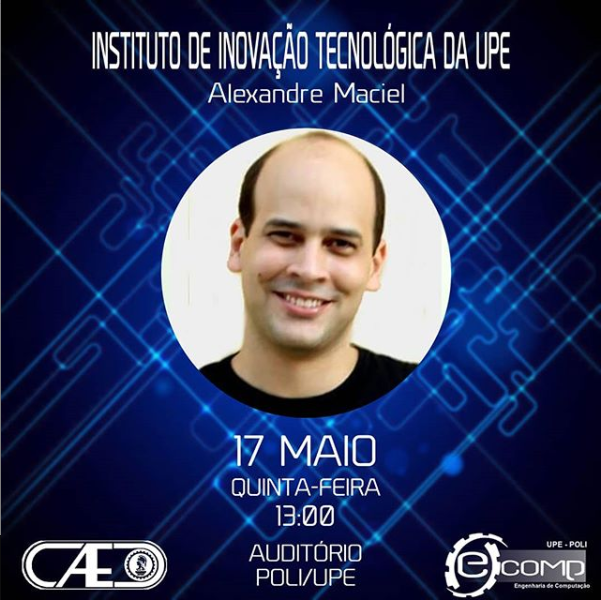 INSTITUTO DE INOVAÇÃO TECNOLÓGICA DA UPE
Alexandre Maciel
17 MAIO
QUINTA-FEIRA
13:00
AUDITÓRIO
POLI/UPE
CAEC
UPE - POLI
ecomp
Engenharia de Computação